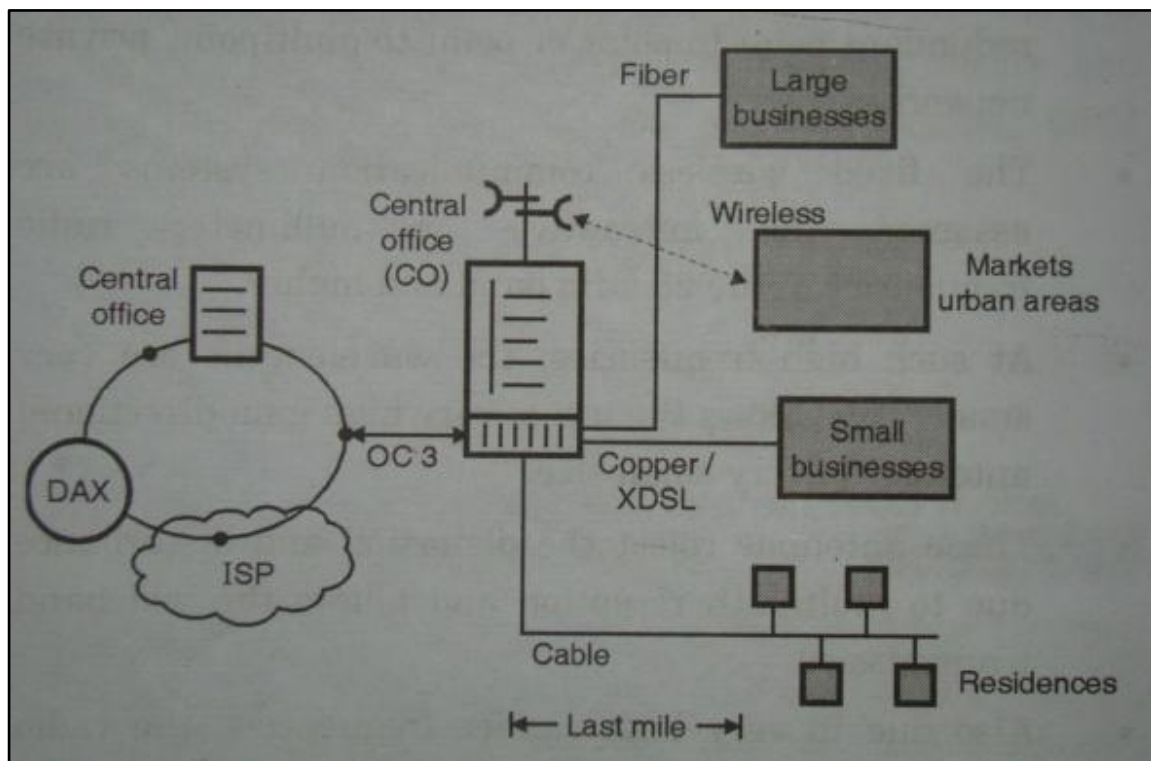 Fiber
Large
businesses
Central
office
(CO)
Wireless
Markets
urban areas
Central
office
OC 3
DAX
ISP
Copper /
XDSL
Small
businesses
Cable
Residences
Last mile